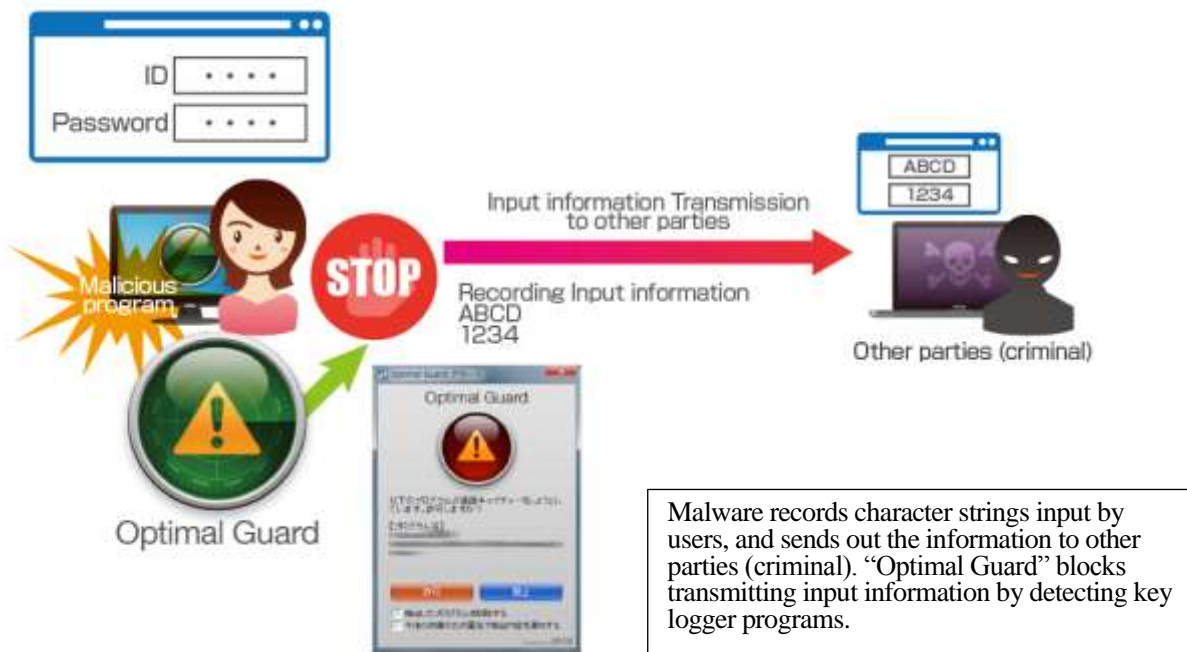 ID
Password
Malicious
program
STOP
Input information Transmission
to other parties
Recording Input information
ABCD
1234
ABCD
1234
Other parties (criminal)
Optimal Guard
Optimal Guard
Optimal Guard
Malware records character strings input by
users, and sends out the information to other
parties (criminal). “Optimal Guard” blocks
transmitting input information by detecting key
logger programs.